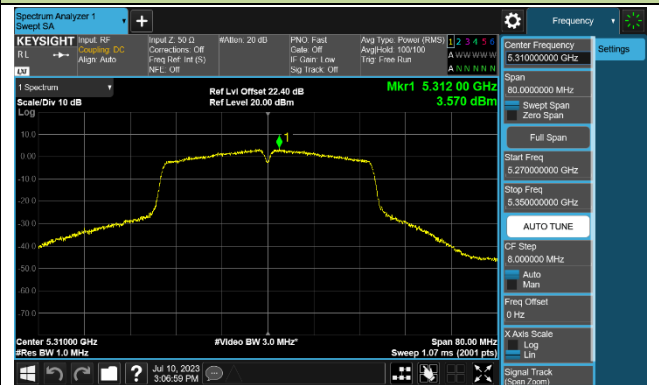 Spectrum Analyzer 1
Swept SA
Frequency
KEYSIGHT
RL
LXI
Input: RF
Coupling: DC
Align: Auto
Input Z: 50 Ω
Corrections: Off
Freq Ref: Int (S)
NFE: Off
#Atten: 20 dB
PNO: Fast
Gate: Off
IF Gain: Low
Sig Track: Off
Avg Type: Power (RMS)
Avg|Hold: 100/100
Trig: Free Run
1 2 3 4 5 6
A W W W W W
A N N N N N
1 Spectrum
Scale/Div 10 dB
Log
Ref Lvl Offset 22.40 dB
Ref Level 20.00 dBm
Mkr1 5.312 00 GHz
3.570 dBm
1
10.0
0.00
-10.0
-20.0
-30.0
-40.0
-50.0
-60.0
-70.0
Center 5.31000 GHz
#Res BW 1.0 MHz
#Video BW 3.0 MHz*
Span 80.00 MHz
Sweep 1.07 ms (2001 pts)
Jul 10, 2023
3:06:59 PM
Center Frequency
5.310000000 GHz
Settings
Span
80.0000000 MHz
Swept Span
Zero Span
Full Span
Start Freq
5.270000000 GHz
Stop Freq
5.350000000 GHz
AUTO TUNE
CF Step
8.000000 MHz
Auto
Man
Freq Offset
0 Hz
X Axis Scale
Log
Lin
Signal Track
(Span Zoom)